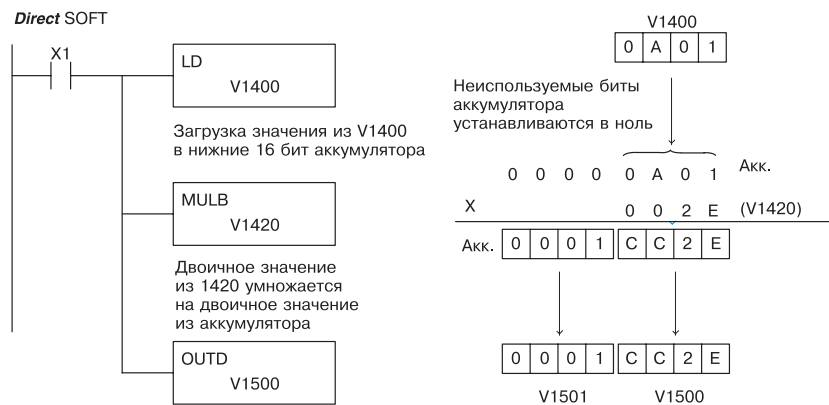 Direct SOFT
X1
LD
V1400
Загрузка значения из V1400
в нижние 16 бит аккумулятора
MULB
V1420
Двоичное значение
из 1420 умножается
на двоичное значение
из аккумулятора
OUTD
V1500
V1400
0 A 0 1
Неиспользуемые биты
аккумулятора
устанавливаются в ноль
0 0 0 0 0 A 0 1 Акк.
X 0 0 2 E (V1420)
Акк. 0 0 0 1 C C 2 E
0 0 0 1 C C 2 E
V1501 V1500